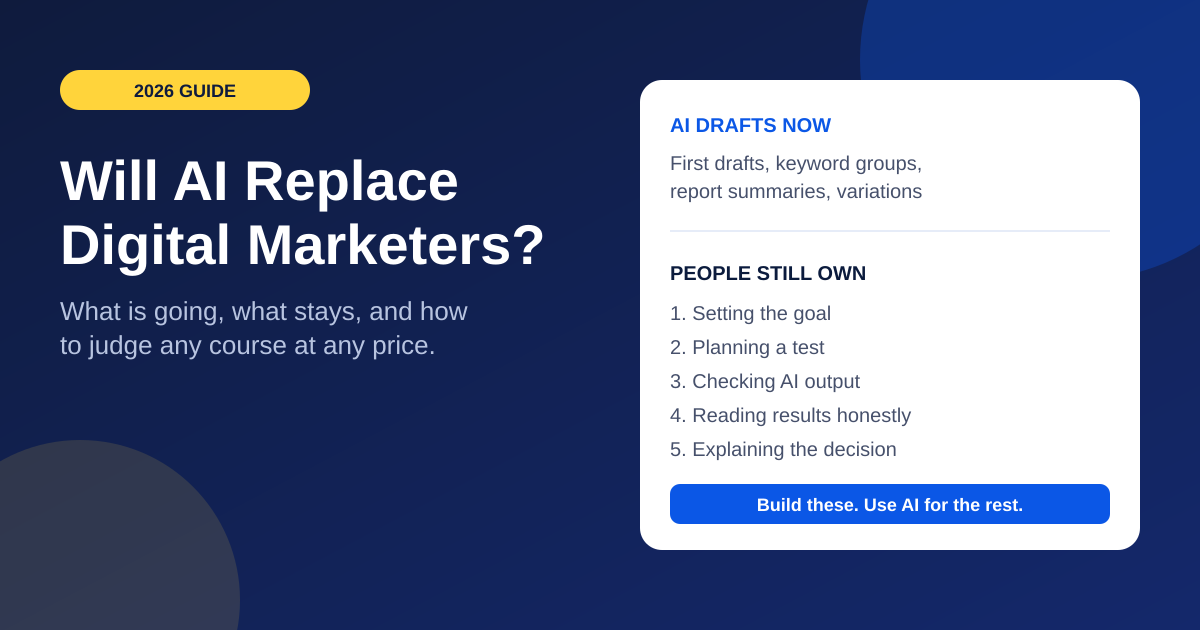 2026 GUIDE
Will AI Replace
Digital Marketers?
What is going, what stays, and how
to judge any course at any price.
AI DRAFTS NOW
First drafts, keyword groups,
report summaries, variations
PEOPLE STILL OWN
1. Setting the goal
2. Planning a test
3. Checking AI output
4. Reading results honestly
5. Explaining the decision
Build these. Use AI for the rest.